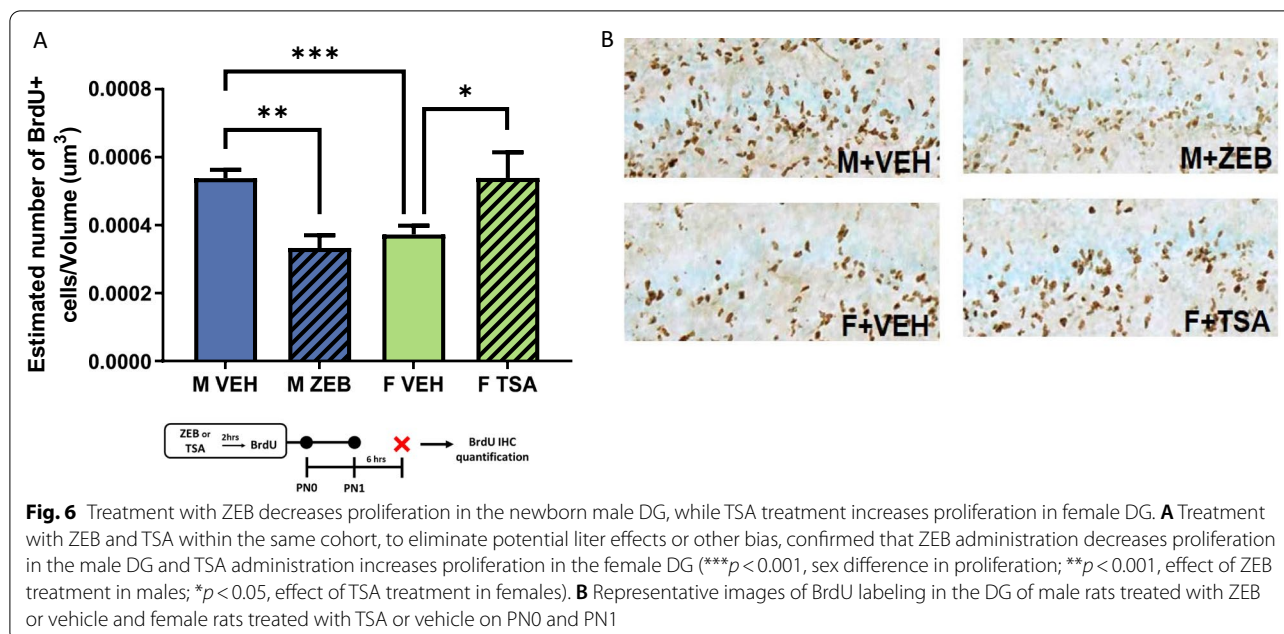 A
Estimated number of BrdU+
cells/Volume (um³)
0.0008
0.0006
0.0004
0.0002
0.0000
***
**
*
M VEH M ZEB F VEH F TSA
ZEB or
TSA
2hrs
BrdU
6 hrs
PN0
PN1
BrdU IHC
quantification
B
M+VEH
M+ZEB
F+VEH
F+TSA
Fig. 6 Treatment with ZEB decreases proliferation in the newborn male DG, while TSA treatment increases proliferation in female DG. A Treatment
with ZEB and TSA within the same cohort, to eliminate potential liter effects or other bias, confirmed that ZEB administration decreases proliferation
in the male DG and TSA administration increases proliferation in the female DG (***p < 0.001, sex difference in proliferation; **p < 0.001, effect of ZEB
treatment in males; *p < 0.05, effect of TSA treatment in females). B Representative images of BrdU labeling in the DG of male rats treated with ZEB
or vehicle and female rats treated with TSA or vehicle on PN0 and PN1